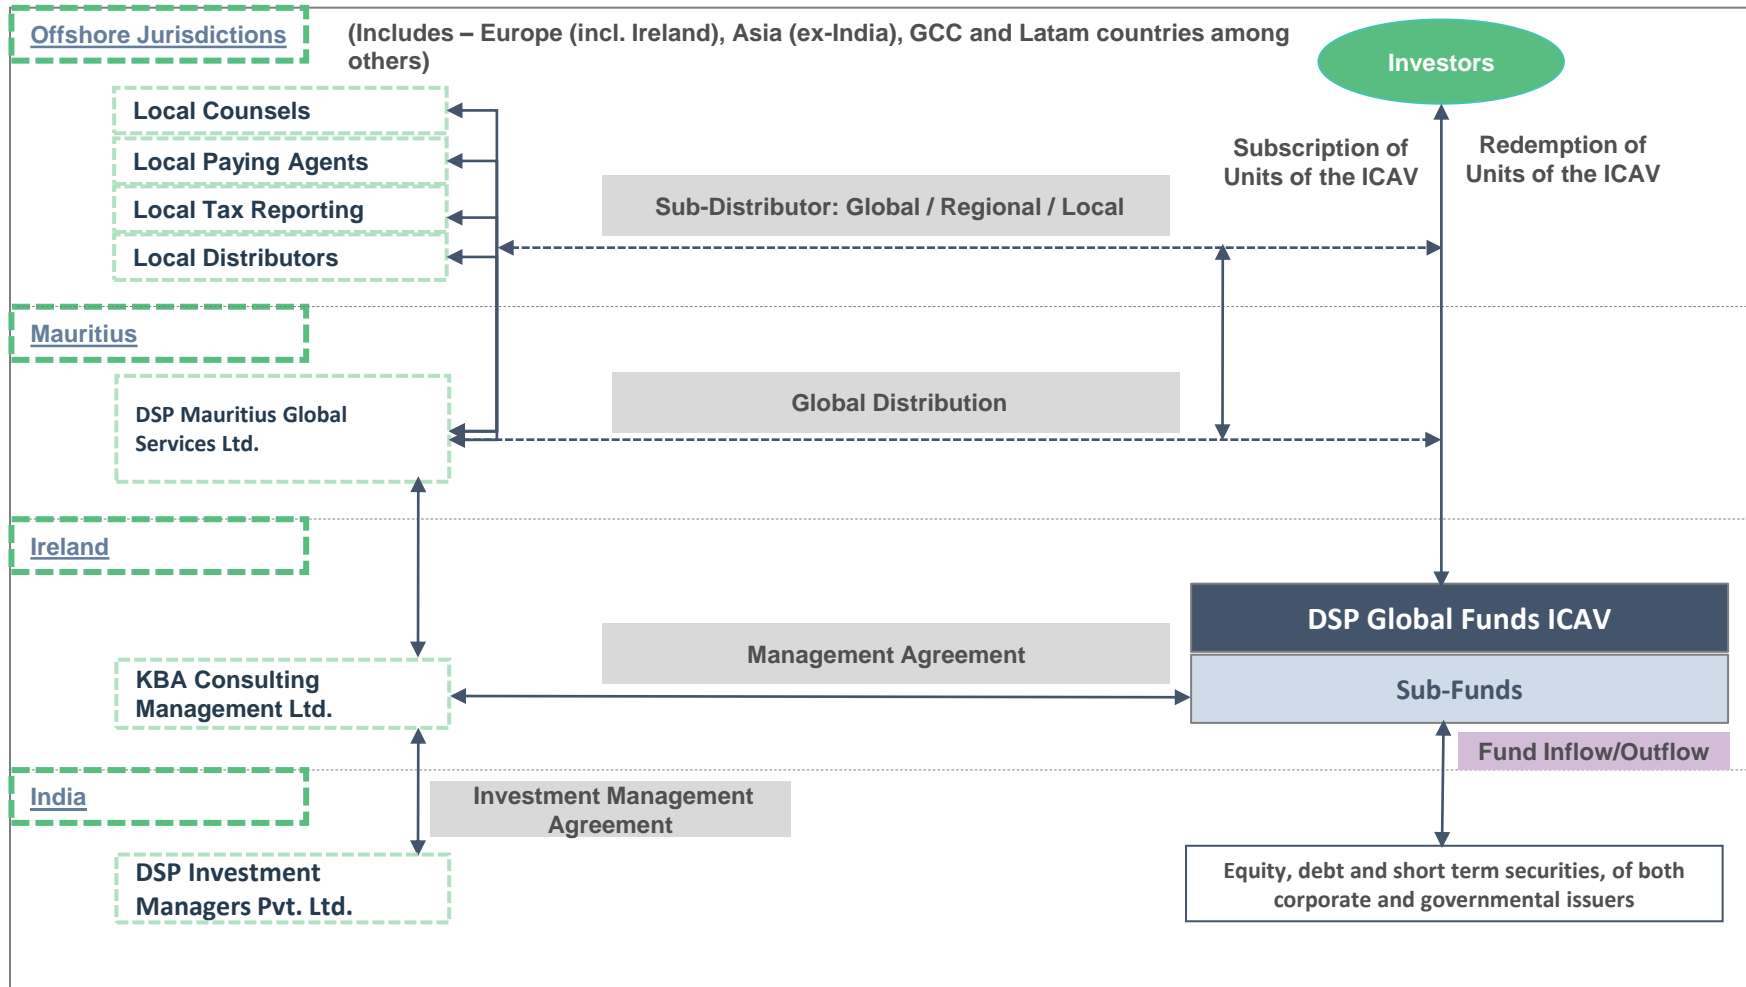 Offshore Jurisdictions
(Includes – Europe (incl. Ireland), Asia (ex-India), GCC and Latam countries among
others)
Investors
Local Counsels
Local Paying Agents
Local Tax Reporting
Local Distributors
Sub-Distributor: Global / Regional / Local
Subscription of
Units of the ICAV
Redemption of
Units of the ICAV
Mauritius
DSP Mauritius Global
Services Ltd.
Global Distribution
Ireland
DSP Global Funds ICAV
Management Agreement
KBA Consulting
Management Ltd.
Sub-Funds
Fund Inflow/Outflow
India
Investment Management
Agreement
DSP Investment
Managers Pvt. Ltd.
Equity, debt and short term securities, of both
corporate and governmental issuers